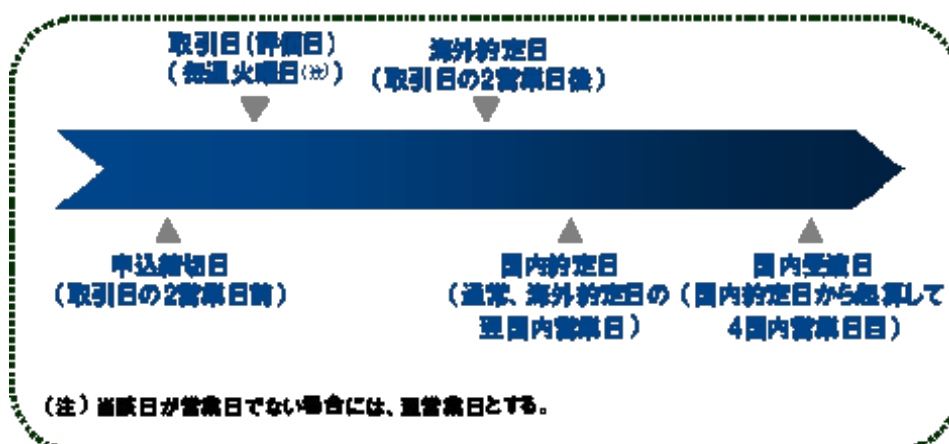 取引日(評価日)
(毎週火曜日(※))
海外約定日
(取引日の2営業日後)
申込締切日
(取引日の2営業日前)
国内約定日
(通常、海外約定日の
翌国内営業日)
国内受渡日
(国内約定日から起算して
4国内営業日目)
(注)当該日が営業日でない場合には、翌営業日とする。